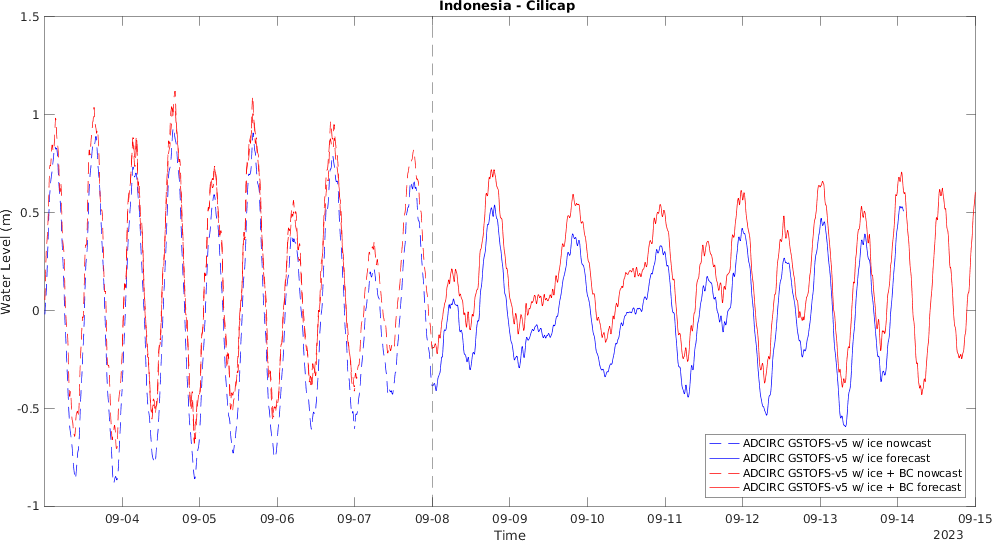 Indonesia - Cilicap
1.5
1
0.5
0
-0.5
-1
Water Level (m)
ADCIRC GSTOFS-v5 w/ ice nowcast
ADCIRC GSTOFS-v5 w/ ice forecast
ADCIRC GSTOFS-v5 w/ ice + BC nowcast
ADCIRC GSTOFS-v5 w/ ice + BC forecast
09-04 09-05 09-06 09-07 09-08 09-09 09-10 09-11 09-12 09-13 09-14 09-15
Time
2023